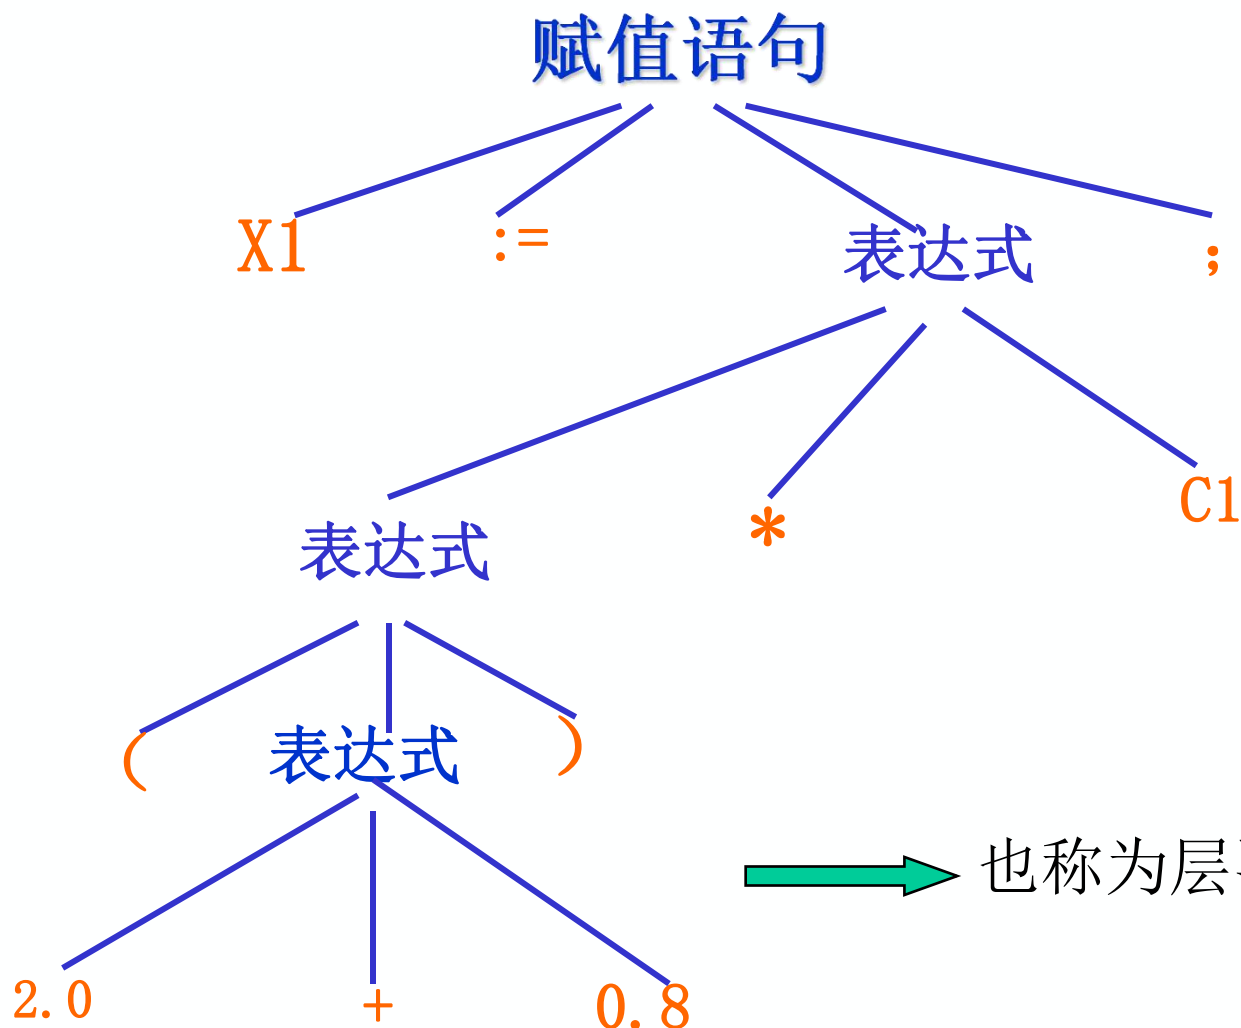 赋值语句
X1 := 表达式 ;
表达式 * C1
( 表达式 )
也称为层
2.0 + 0.8